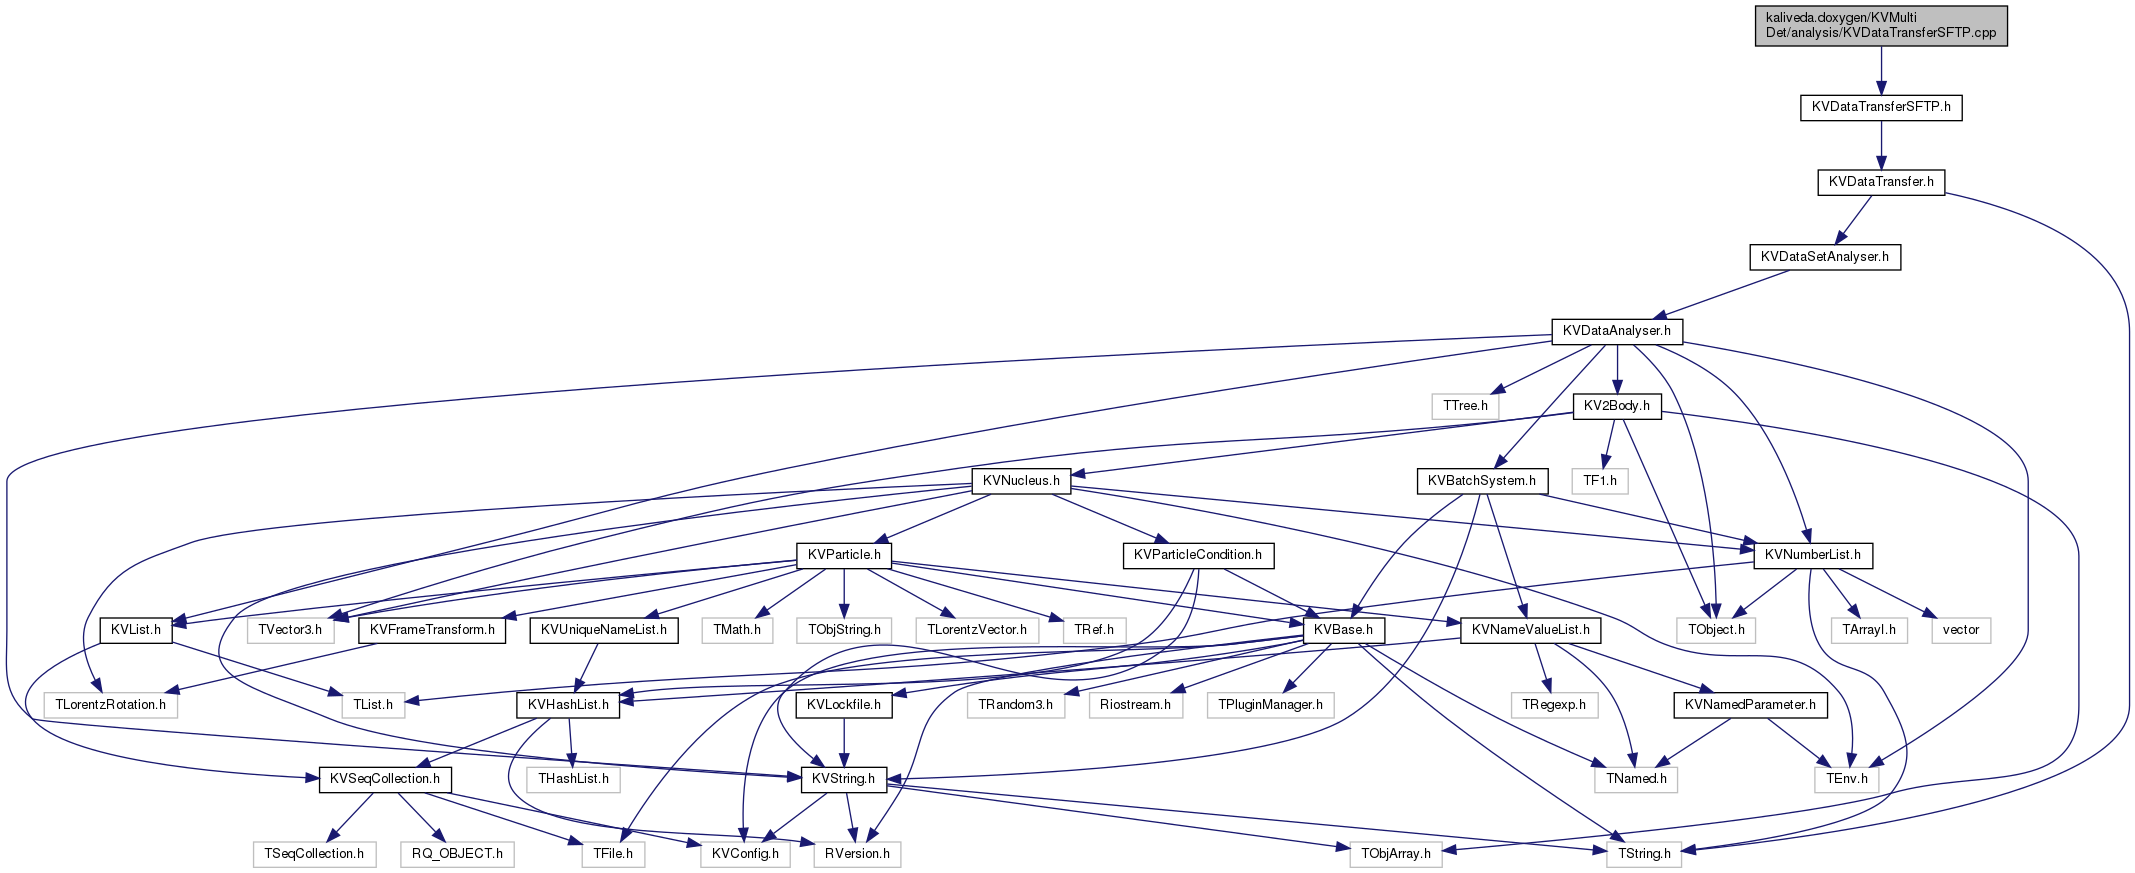 kaliveda.doxygen/KVMulti
Det/analysis/KVDataTransferSFTP.cpp
KVDataTransferSFTP.h
KVDataTransfer.h
KVDataSetAnalyser.h
KVDataAnalyser.h
TTree.h
KV2Body.h
KVNucleus.h
KVBatchSystem.h
TF1.h
KVParticle.h
KVParticleCondition.h
KVNumberList.h
KVList.h
TVector3.h
KVFrameTransform.h
KVUniqueNameList.h
TMath.h
TObjString.h
TLorentzVector.h
TRef.h
KVBase.h
KVNameValueList.h
TObject.h
TArrayI.h
vector
TLorentzRotation.h
TList.h
KVHashList.h
KVLockfile.h
TRandom3.h
Riostream.h
TPluginManager.h
TRegexp.h
KVNamedParameter.h
KVSeqCollection.h
THashList.h
KVString.h
TNamed.h
TEnv.h
TSeqCollection.h
RQ_OBJECT.h
TFile.h
KVConfig.h
RVersion.h
TObjArray.h
TString.h